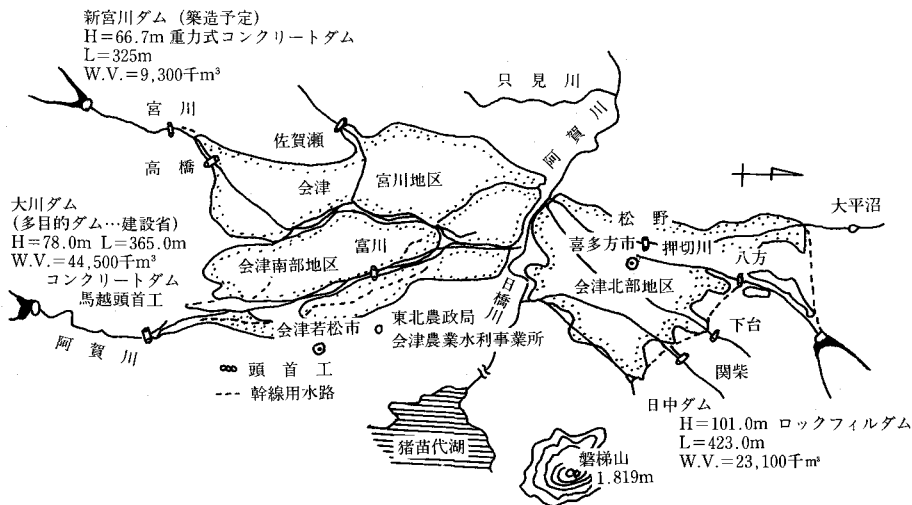 新宮川ダム (築造予定)
H=66.7m 重力式コンクリートダム
L=325m
W.V.=9,300千m³
只見川
宮川
佐賀瀬
阿賀川
高橋
会津
宮川地区
大川ダム
(多目的ダム…建設省)
H=78.0m L=365.0m
W.V.=44,500千m³
コンクリートダム
馬越頭首工
富川
会津南部地区
松野
大平沼
喜多方市
押切川
八方
会津北部地区
日橋川
下台
関柴
阿賀川
会津若松市
東北農政局
会津農業水利事業所
頭首工
幹線用水路
猪苗代湖
磐梯山
1.819m
日中ダム
H=101.0m ロックフィルダム
L=423.0m
W.V.=23,100千m³